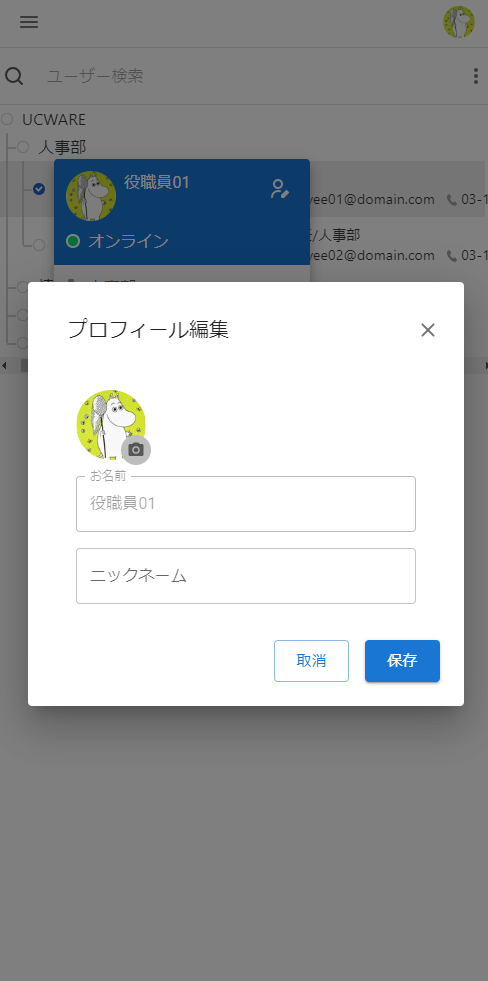 ユーザー検索
UCWARE
人事部
役職員01
yee01@domain.com 03-1
オンライン
/人事部
yee02@domain.com 03-1
プロフィール編集
お名前
役職員01
ニックネーム
取消
保存